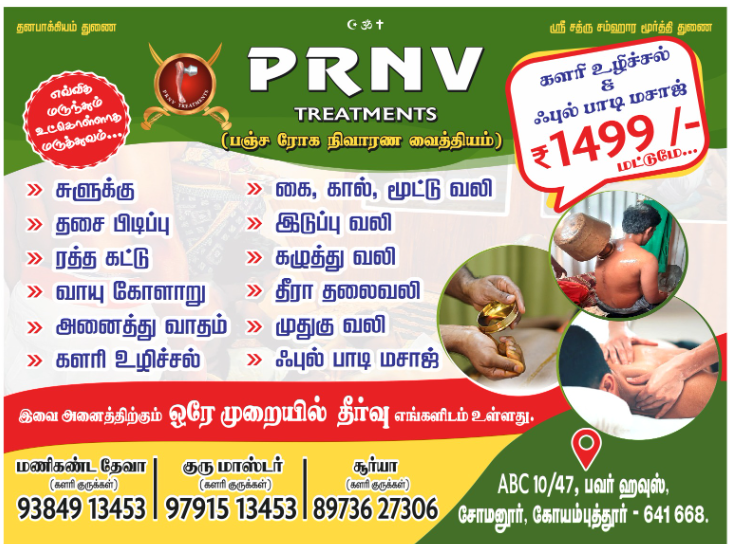 தனபாக்கியம் துணை
☪ ॐ ✝
ஸ்ரீ சத்ரு சம்ஹார மூர்த்தி துணை
எவ்வித
மருந்தும்
உட்கொள்ளாத
மருத்துவம்...
PRNV TREATMENTS
PRNV
TREATMENTS
(பஞ்ச ரோக நிவாரண வைத்தியம்)
களரி உழிச்சல்
&
ஃபுல் பாடி மசாஜ்
₹1499/-
மட்டுமே...
» சுளுக்கு
» தசை பிடிப்பு
» ரத்த கட்டு
» வாயு கோளாறு
» அனைத்து வாதம்
» களரி உழிச்சல்
» கை, கால், மூட்டு வலி
» இடுப்பு வலி
» கழுத்து வலி
» தீரா தலைவலி
» முதுகு வலி
» ஃபுல் பாடி மசாஜ்
இவை அனைத்திற்கும் ஒரே முறையில் தீர்வு எங்களிடம் உள்ளது.
மணிகண்ட தேவா
(களரி குருக்கள்)
93849 13453
குரு மாஸ்டர்
(களரி குருக்கள்)
97915 13453
சூர்யா
(களரி குருக்கள்)
89736 27306
ABC 10/47, பவர் ஹவுஸ்,
சோமனூர், கோயம்புத்தூர் - 641 668.